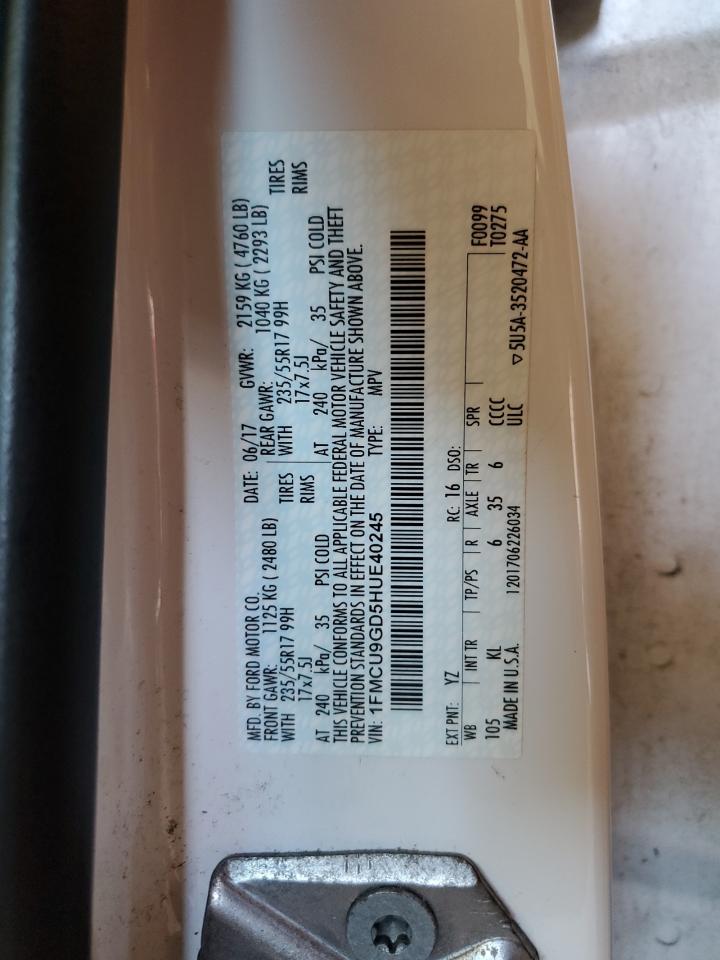 MFD. BY FORD MOTOR CO. DATE: 06/17 GVWR: 2159 KG ( 4760 LB)
FRONT GAWR: 1125 KG ( 2480 LB) REAR GAWR: 1040 KG ( 2293 LB)
WITH 235/55R17 99H TIRES WITH 235/55R17 99H TIRES
17x7.5J RIMS 17x7.5J RIMS
AT 240 kPa/ 35 PSI COLD AT 240 kPa/ 35 PSI COLD
THIS VEHICLE CONFORMS TO ALL APPLICABLE FEDERAL MOTOR VEHICLE SAFETY AND THEFT
PREVENTION STANDARDS IN EFFECT ON THE DATE OF MANUFACTURE SHOWN ABOVE.
VIN: 1FMCU9GD5HUE40245 TYPE: MPV
EXT PNT: YZ RC: 16 DSO: F0099
WB INT TR TP/PS R AXLE TR SPR T0275
105 KL 6 35 6 CCCC
MADE IN U.S.A. 1201706226034 ULC ▽5U5A-3520472-AA